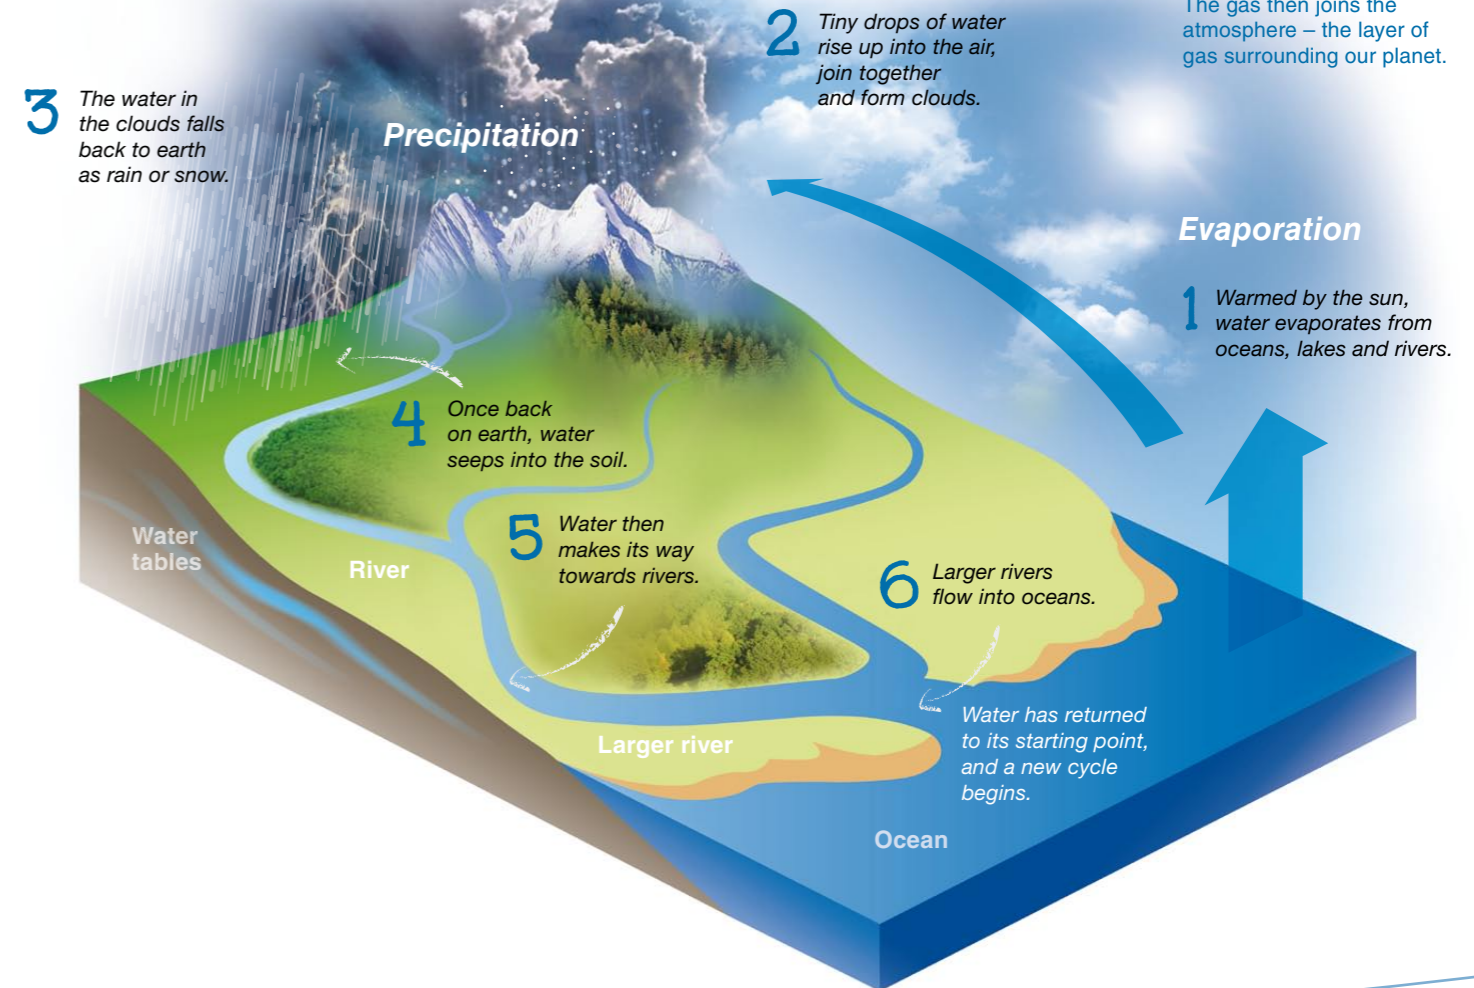 The gas then joins the
atmosphere – the layer of
gas surrounding our planet.
Evaporation
1
Warmed by the sun,
water evaporates from
oceans, lakes and rivers.
2
Tiny drops of water
rise up into the air,
join together
and form clouds.
Precipitation
3
The water in
the clouds falls
back to earth
as rain or snow.
4
Once back
on earth, water
seeps into the soil.
5
Water then
makes its way
towards rivers.
6
Larger rivers
flow into oceans.
Water has returned
to its starting point,
and a new cycle
begins.
Water
tables
River
Larger river
Ocean